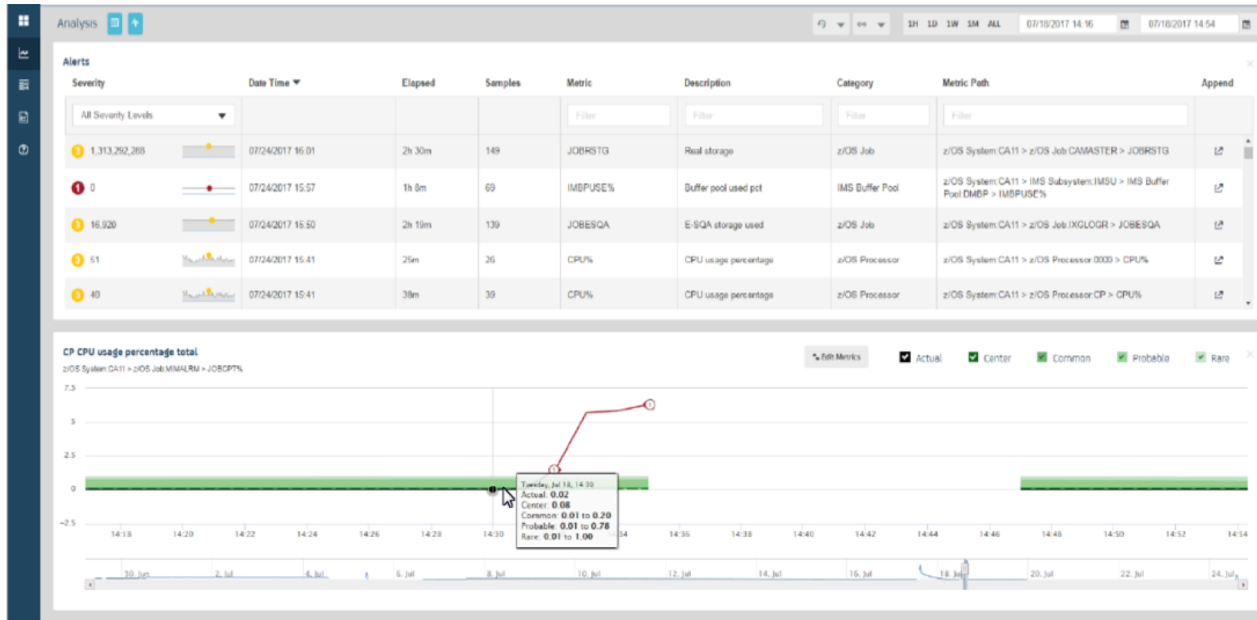 Analysis
1H 1D 1W 1M ALL 07/18/2017 14:16 07/18/2017 14:54
Alerts
Severity Date Time Elapsed Samples Metric Description Category Metric Path Append
All Severity Levels Filter Filter Filter Filter
3 1,313,292,288 07/24/2017 16:01 2h 30m 149 JOBRSTG Real storage z/OS Job z/OS System:CA11 > z/OS Job:CAMASTER > JOBRSTG
1 0 07/24/2017 15:57 1h 8m 69 IMBPUSE% Buffer pool used pct IMS Buffer Pool z/OS System:CA11 > IMS Subsystem:IMSU > IMS Buffer
Pool:DMBP > IMBPUSE%
3 16,920 07/24/2017 15:50 2h 19m 139 JOBESQA E-SQA storage used z/OS Job z/OS System:CA11 > z/OS Job:IXGLOGR > JOBESQA
3 51 07/24/2017 15:41 25m 26 CPU% CPU usage percentage z/OS Processor z/OS System:CA11 > z/OS Processor:0000 > CPU%
3 40 07/24/2017 15:41 38m 39 CPU% CPU usage percentage z/OS Processor z/OS System:CA11 > z/OS Processor:CP > CPU%
CP CPU usage percentage total
Edit Metrics Actual Center Common Probable Rare
z/OS System:CA11 > z/OS Job:MIMALRM > JOBCPT%
7.5
5
2.5
0
-2.5
Tuesday, Jul 18, 14:30
Actual: 0.02
Center: 0.08
Common: 0.01 to 0.20
Probable: 0.01 to 0.78
Rare: 0.01 to 1.00
14:18 14:20 14:22 14:24 14:26 14:28 14:30 34 14:36 14:38 14:40 14:42 14:44 14:46 14:48 14:50 14:52 14:54
30. Jun 2. Jul 4. Jul 6. Jul 8. Jul 10. Jul 12. Jul 14. Jul 16. Jul 18. Jul 20. Jul 22. Jul 24. Jul